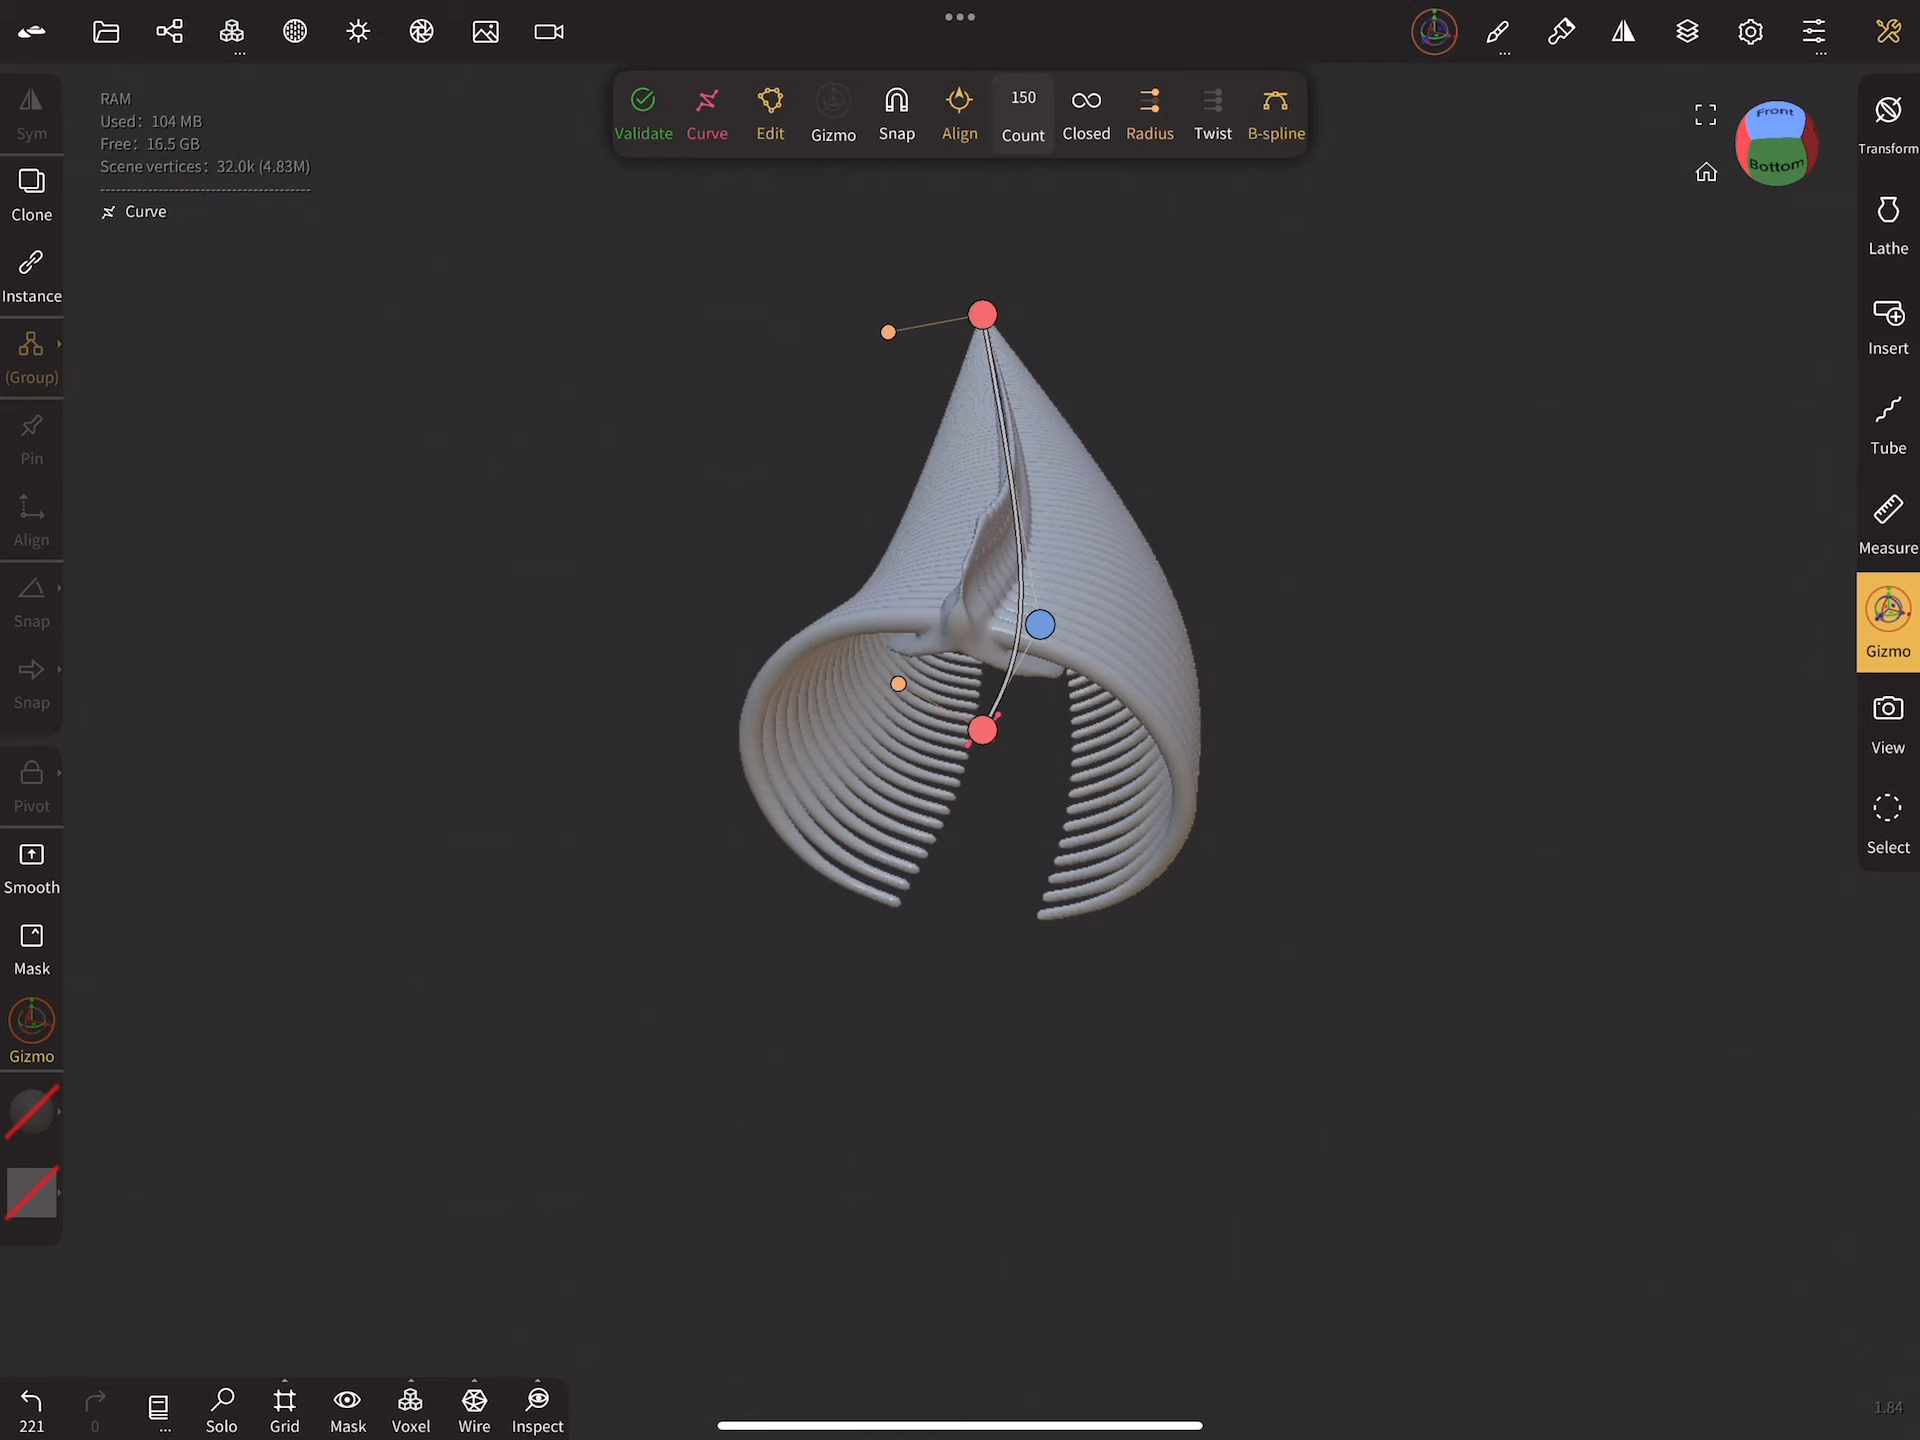 RAM
Used: 104 MB
Free: 16.5 GB
Scene vertices: 32.0k (4.83M)
Curve
Validate
Curve
Edit
Gizmo
Snap
Align
150
Count
Closed
Radius
Twist
B-spline
Front
Bottom
Sym
Clone
Instance
(Group)
Pin
Align
Snap
Snap
Pivot
Smooth
Mask
Gizmo
Transform
Lathe
Insert
Tube
Measure
Gizmo
View
Select
221
0
...
Solo
Grid
Mask
Voxel
Wire
Inspect
1.84